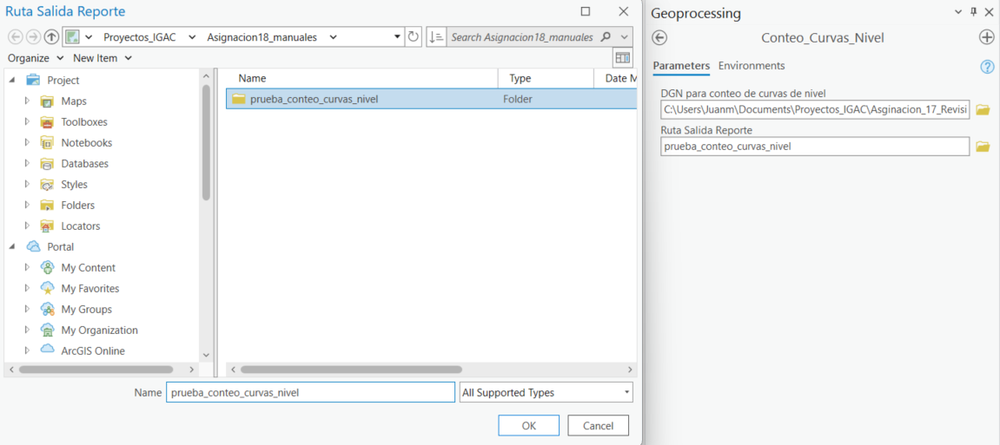 Ruta Salida Reporte
Proyectos_IGAC Asignacion18_manuales Search Asignacion18_manuales
Organize New Item
Project
Maps
Toolboxes
Notebooks
Databases
Styles
Folders
Locators
Portal
My Content
My Favorites
My Groups
My Organization
ArcGIS Online
Name Type Date M
prueba_conteo_curvas_nivel Folder
Name prueba_conteo_curvas_nivel All Supported Types
OK Cancel
Geoprocessing
Conteo_Curvas_Nivel
Parameters Environments
DGN para conteo de curvas de nivel
C:\Users\Juanm\Documents\Proyectos_IGAC\Asginacion_17_Revisi
Ruta Salida Reporte
prueba_conteo_curvas_nivel